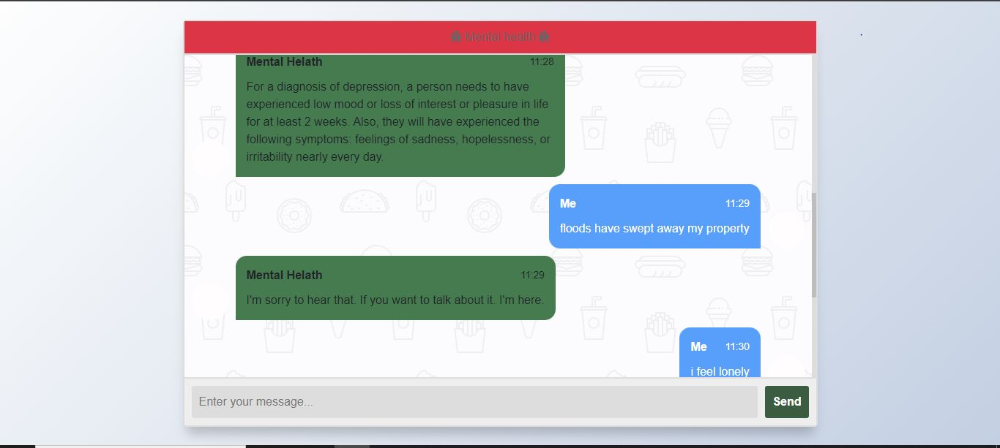 Mental health
Mental Helath 11:28
For a diagnosis of depression, a person needs to have
experienced low mood or loss of interest or pleasure in life
for at least 2 weeks. Also, they will have experienced the
following symptoms: feelings of sadness, hopelessness, or
irritability nearly every day.
Me 11:29
floods have swept away my property
Mental Helath 11:29
I'm sorry to hear that. If you want to talk about it. I'm here.
Me 11:30
i feel lonely
Enter your message...
Send